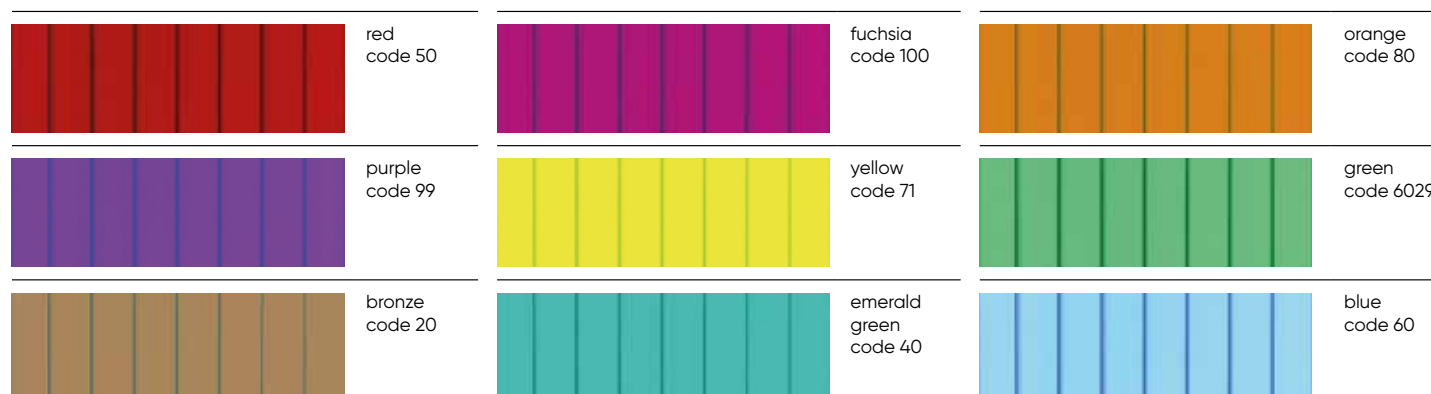 red
code 50
fuchsia
code 100
orange
code 80
purple
code 99
yellow
code 71
green
code 6029
bronze
code 20
emerald
green
code 40
blue
code 60